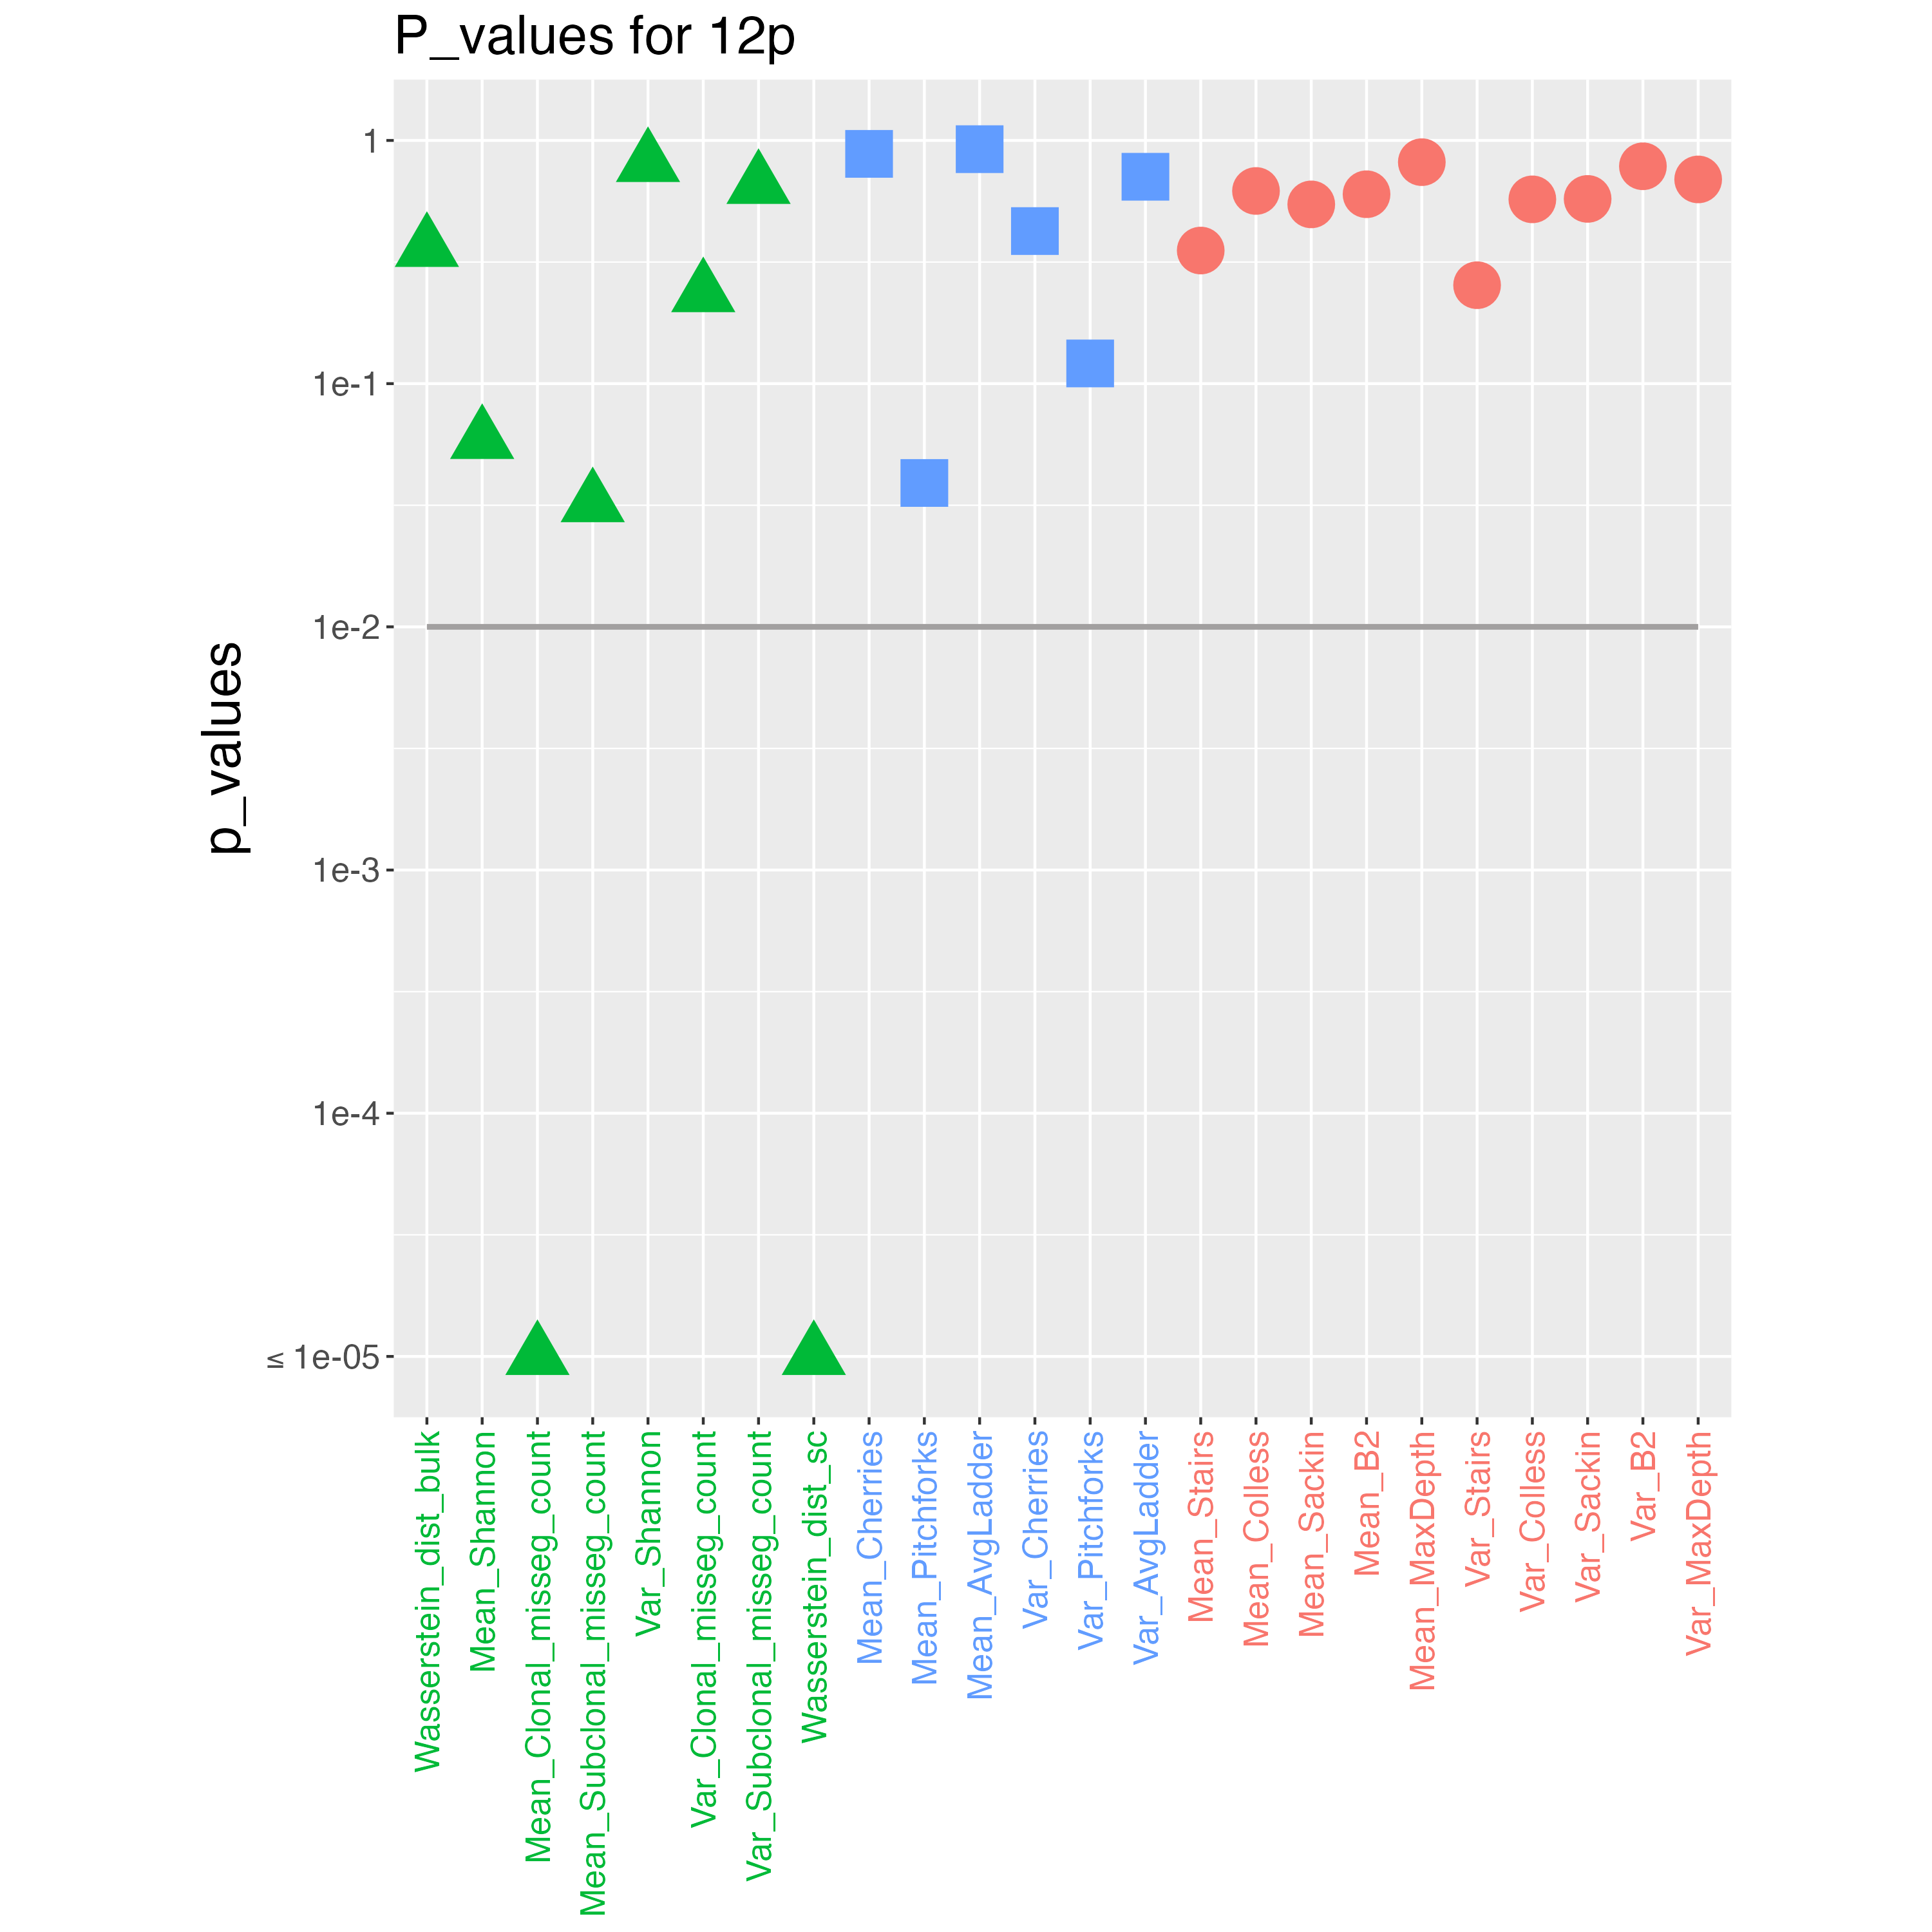 P_values for 12p
p_values
1
1e-1
1e-2
1e-3
1e-4
≤ 1e-05
Wasserstein_dist_bulk
Mean_Shannon
Mean_Clonal_misseg_count
Mean_Subclonal_misseg_count
Var_Shannon
Var_Clonal_misseg_count
Var_Subclonal_misseg_count
Wasserstein_dist_sc
Mean_Cherries
Mean_Pitchforks
Mean_AvgLadder
Var_Cherries
Var_Pitchforks
Var_AvgLadder
Mean_Stairs
Mean_Colless
Mean_Sackin
Mean_B2
Mean_MaxDepth
Var_Stairs
Var_Colless
Var_Sackin
Var_B2
Var_MaxDepth